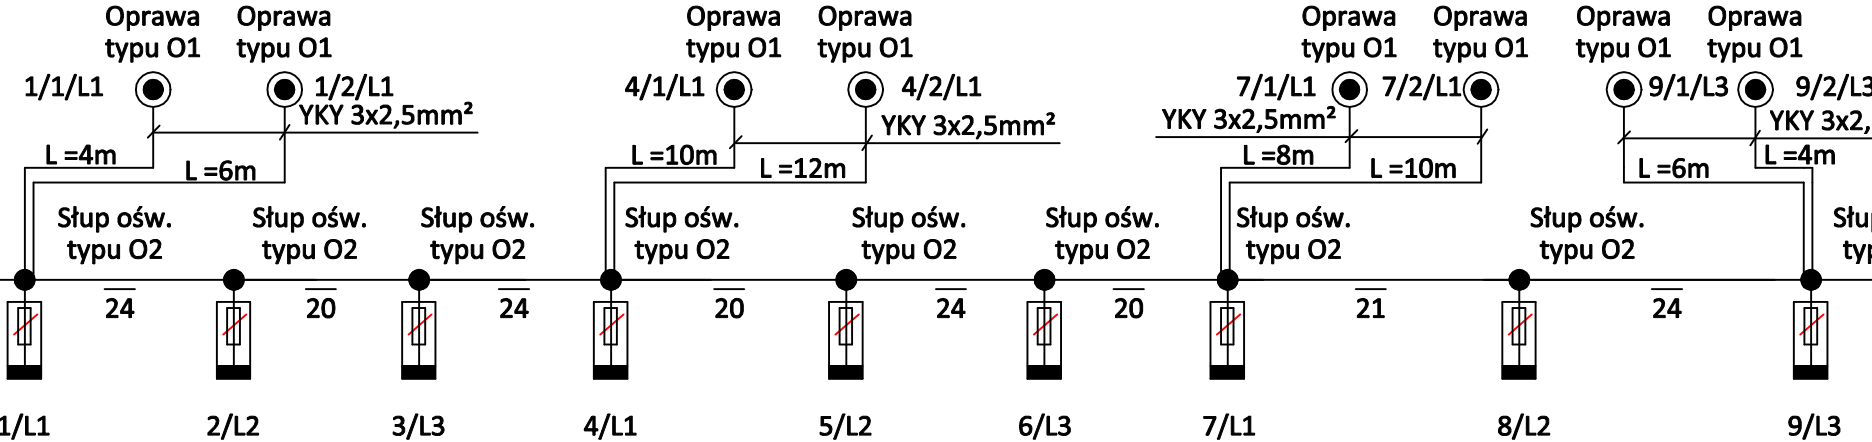 Oprawa
typu O1
Oprawa
typu O1
Oprawa
typu O1
Oprawa
typu O1
Oprawa
typu O1
Oprawa
typu O1
Oprawa
typu O1
Oprawa
typu O1
1/1/L1
1/2/L1
4/1/L1
4/2/L1
7/1/L1
7/2/L1
9/1/L3
9/2/L3
YKY 3x2,5mm²
YKY 3x2,5mm²
YKY 3x2,5mm²
YKY 3x2,
L =4m
L =6m
L =10m
L =12m
L =8m
L =10m
L =6m
L =4m
Słup ośw.
typu O2
Słup ośw.
typu O2
Słup ośw.
typu O2
Słup ośw.
typu O2
Słup ośw.
typu O2
Słup ośw.
typu O2
Słup ośw.
typu O2
Słup ośw.
typu O2
24
20
24
20
24
20
21
24
1/L1
2/L2
3/L3
4/L1
5/L2
6/L3
7/L1
8/L2
9/L3